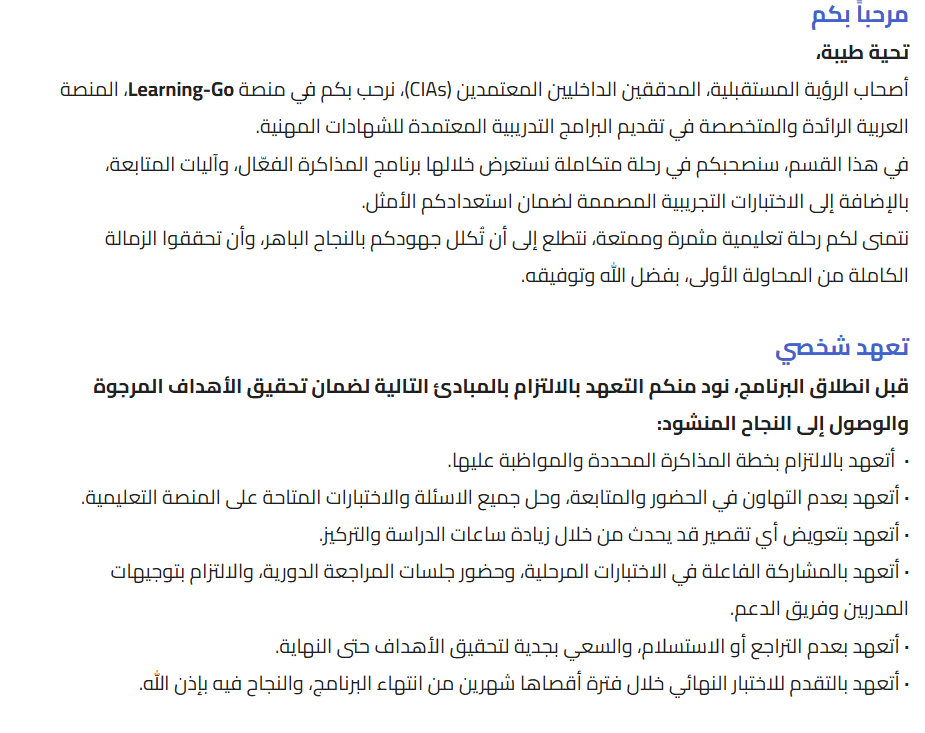 مرحباً بكم
تحية طيبة،
أصحاب الرؤية المستقبلية، المدققين الداخليين المعتمدين (CIAs)، نرحب بكم في منصة Learning-Go، المنصة
العربية الرائدة والمتخصصة في تقديم البرامج التدريبية المعتمدة للشهادات المهنية.
في هذا القسم، سنصحبكم في رحلة متكاملة نستعرض خلالها برنامج المذاكرة الفعّال، وآليات المتابعة،
بالإضافة إلى الاختبارات التجريبية المصممة لضمان استعدادكم الأمثل.
نتمنى لكم رحلة تعليمية مثمرة وممتعة، نتطلع إلى أن تُكلل جهودكم بالنجاح الباهر، وأن تحققوا الزمالة
الكاملة من المحاولة الأولى، بفضل الله وتوفيقه.
تعهد شخصي
قبل انطلاق البرنامج، نود منكم التعهد بالالتزام بالمبادئ التالية لضمان تحقيق الأهداف المرجوة
والوصول إلى النجاح المنشود:
· أتعهد بالالتزام بخطة المذاكرة المحددة والمواظبة عليها.
· أتعهد بعدم التهاون في الحضور والمتابعة، وحل جميع الاسئلة والاختبارات المتاحة على المنصة التعليمية.
· أتعهد بتعويض أي تقصير قد يحدث من خلال زيادة ساعات الدراسة والتركيز.
· أتعهد بالمشاركة الفاعلة في الاختبارات المرحلية، وحضور جلسات المراجعة الدورية، والالتزام بتوجيهات
المدربين وفريق الدعم.
· أتعهد بعدم التراجع أو الاستسلام، والسعي بجدية لتحقيق الأهداف حتى النهاية.
· أتعهد بالتقدم للاختبار النهائي خلال فترة أقصاها شهرين من انتهاء البرنامج، والنجاح فيه بإذن الله.